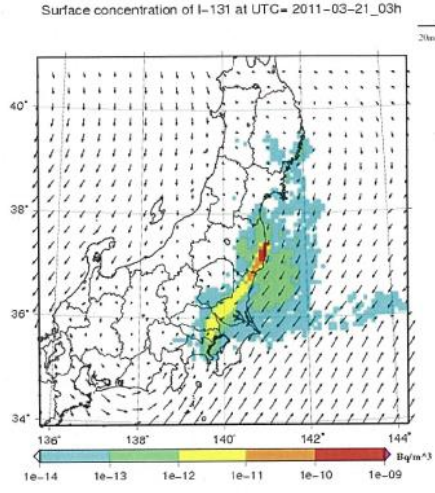 Surface concentration of I-131 at UTC= 2011-03-21_03h
20m
40°
38°
36°
34°
136° 138° 140° 142° 144°
Bq/m^3
1e-14 1e-13 1e-12 1e-11 1e-10 1e-09